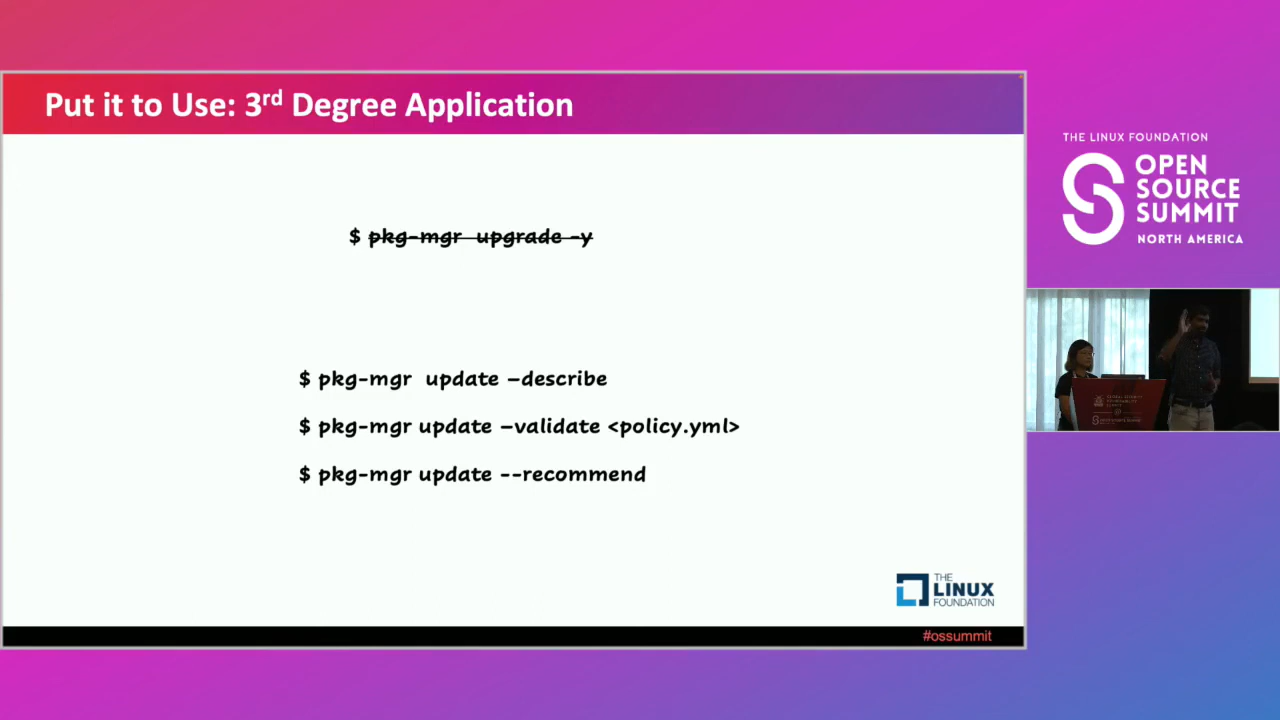 Put it to Use: 3rd Degree Application
$ pkg-mgr upgrade -y
$ pkg-mgr update –describe
$ pkg-mgr update –validate <policy.yml>
$ pkg-mgr update --recommend
THE
LINUX
FOUNDATION
#ossummit
THE LINUX FOUNDATION
OPEN
SOURCE
SUMMIT
NORTH AMERICA